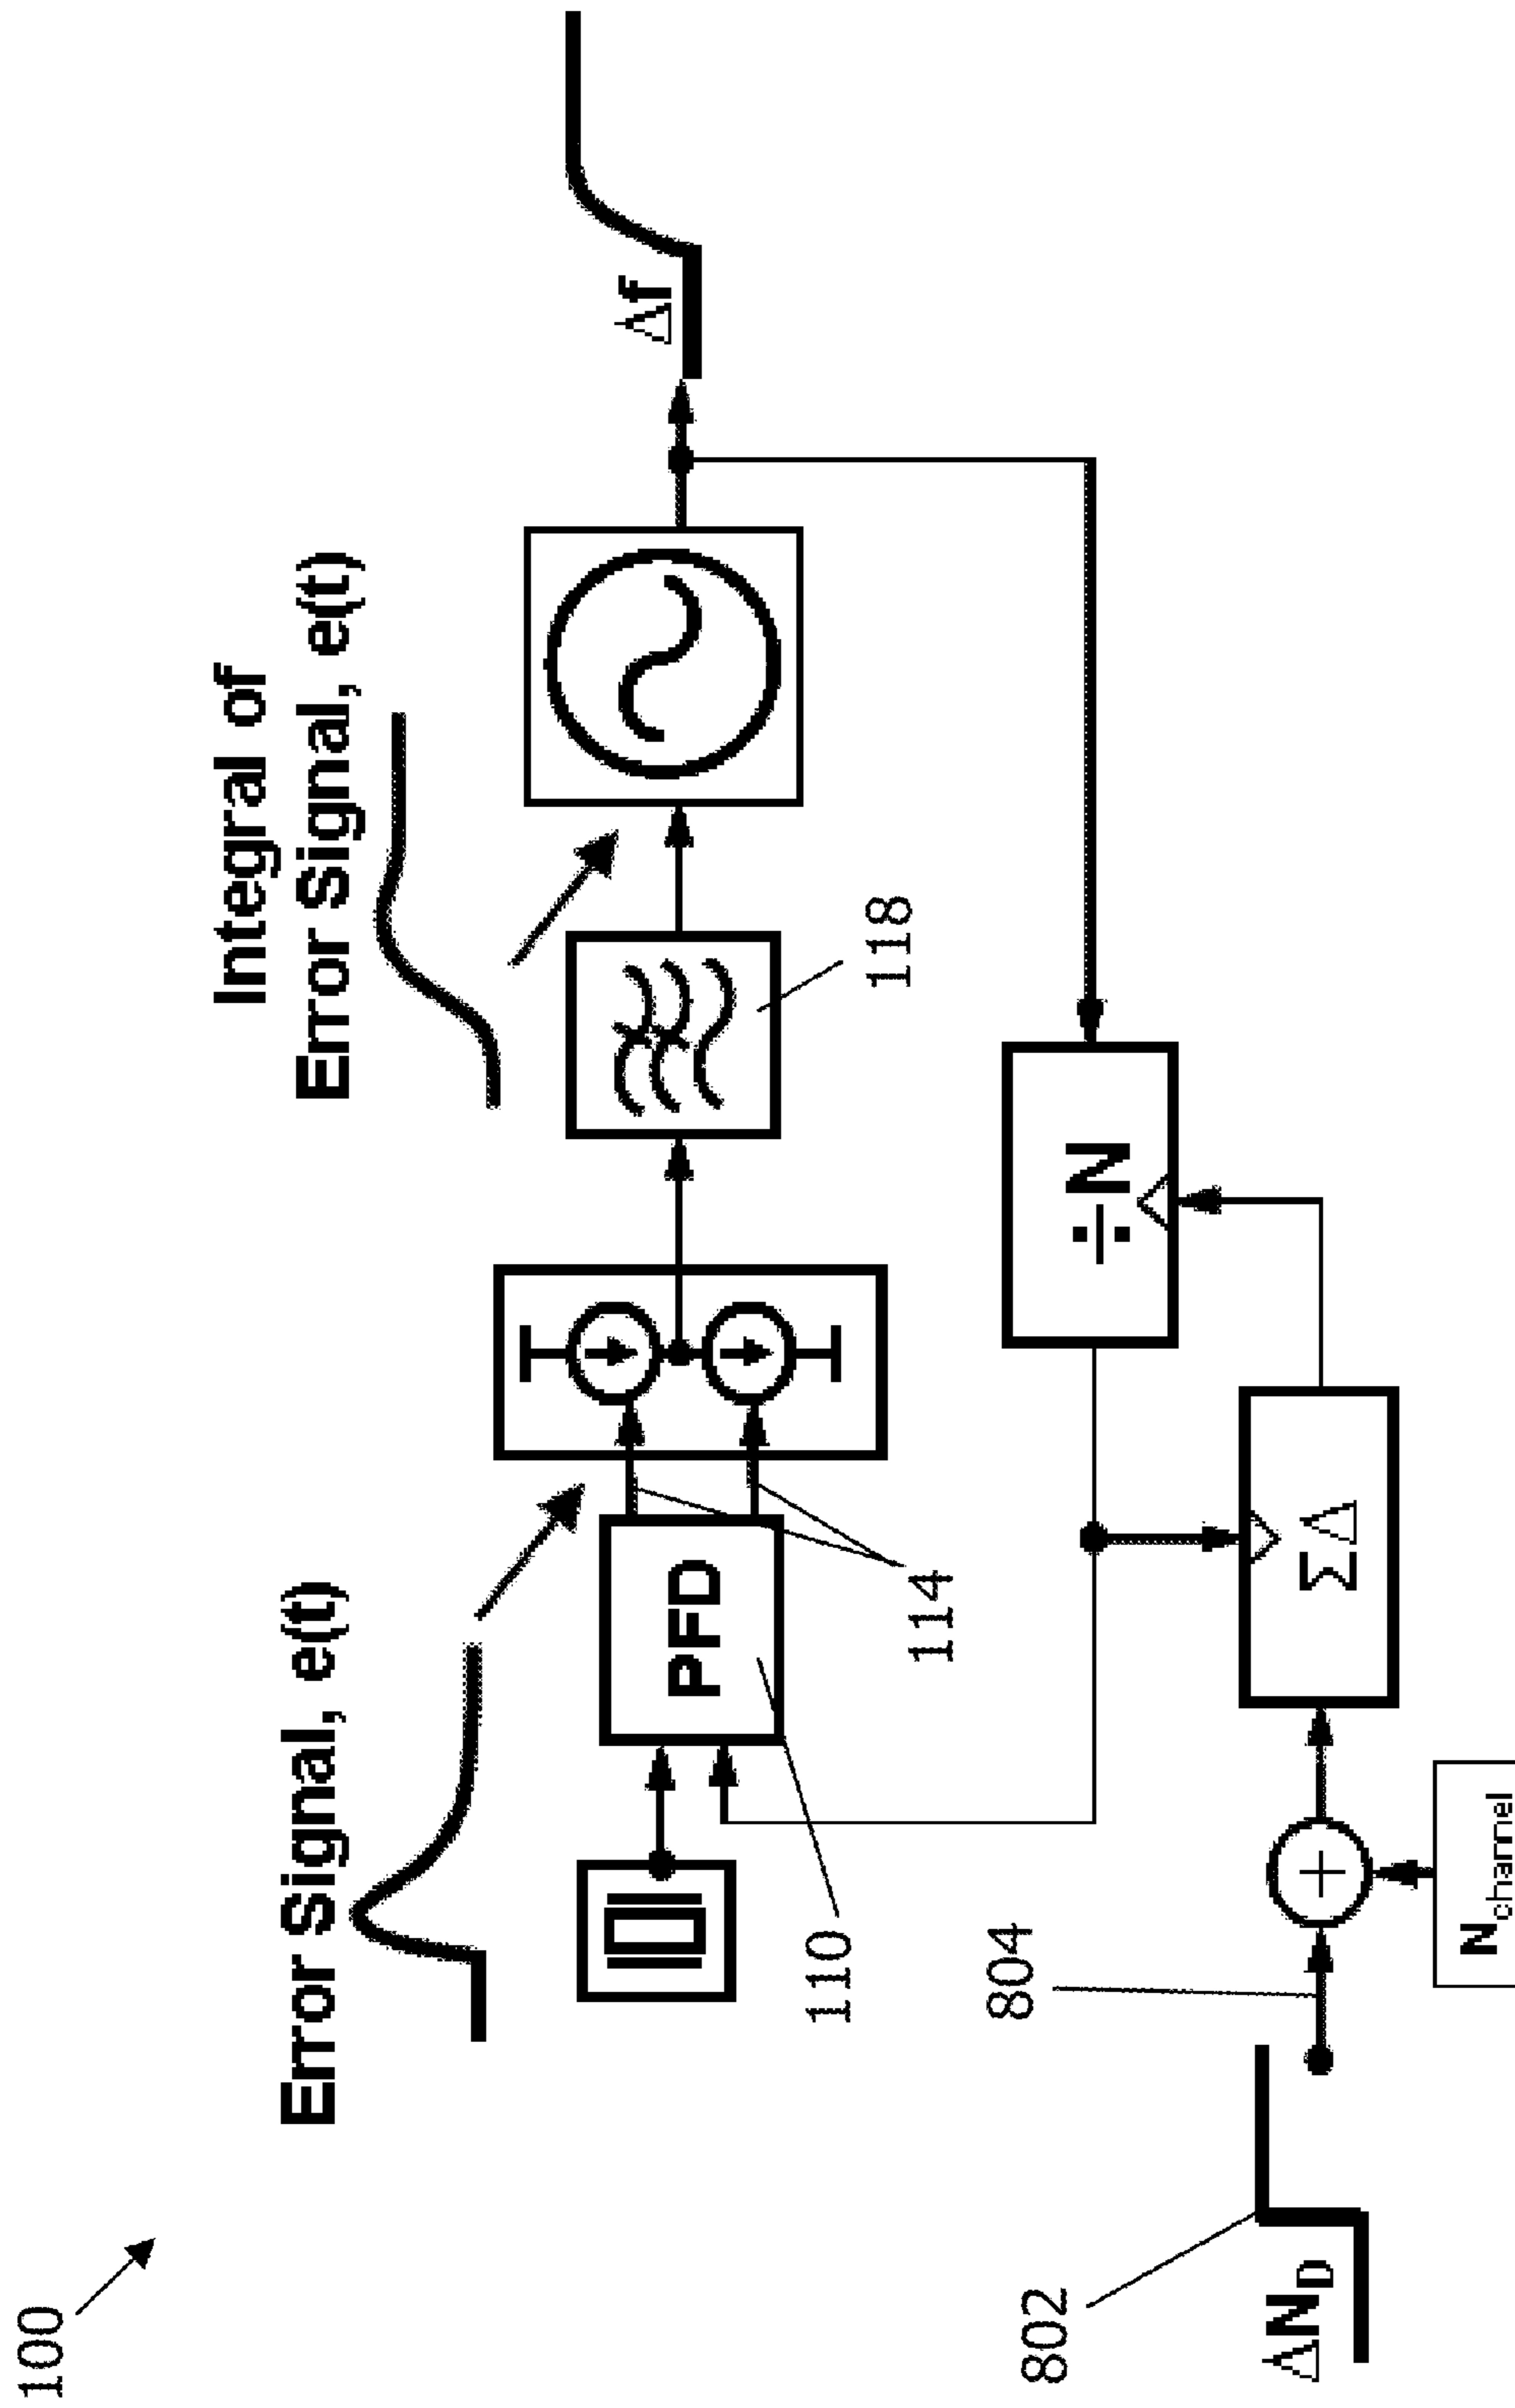 100
Integral of
Error Signal, e(t)
Error Signal, e(t)
Δf
PFD
110
114
118
÷N
804
802
ΔN_D
ΣΔ
N_channel